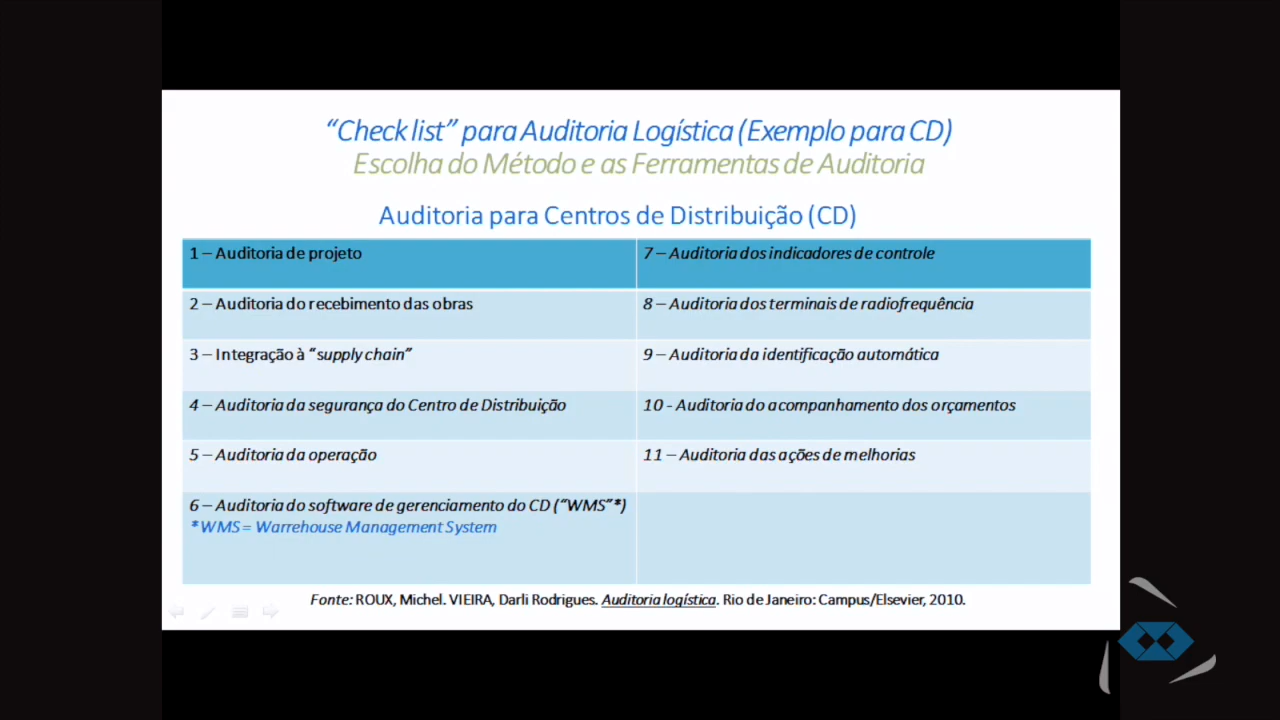 “Check list” para Auditoria Logística (Exemplo para CD)
Escolha do Método e as Ferramentas de Auditoria
Auditoria para Centros de Distribuição (CD)
1 – Auditoria de projeto
2 – Auditoria do recebimento das obras
3 – Integração à “supply chain”
4 – Auditoria da segurança do Centro de Distribuição
5 – Auditoria da operação
6 – Auditoria do software de gerenciamento do CD (“WMS”*)
*WMS = Warrehouse Management System
7 – Auditoria dos indicadores de controle
8 – Auditoria dos terminais de radiofrequência
9 – Auditoria da identificação automática
10 - Auditoria do acompanhamento dos orçamentos
11 – Auditoria das ações de melhorias
Fonte: ROUX, Michel. VIEIRA, Darli Rodrigues. Auditoria logística. Rio de Janeiro: Campus/Elsevier, 2010.